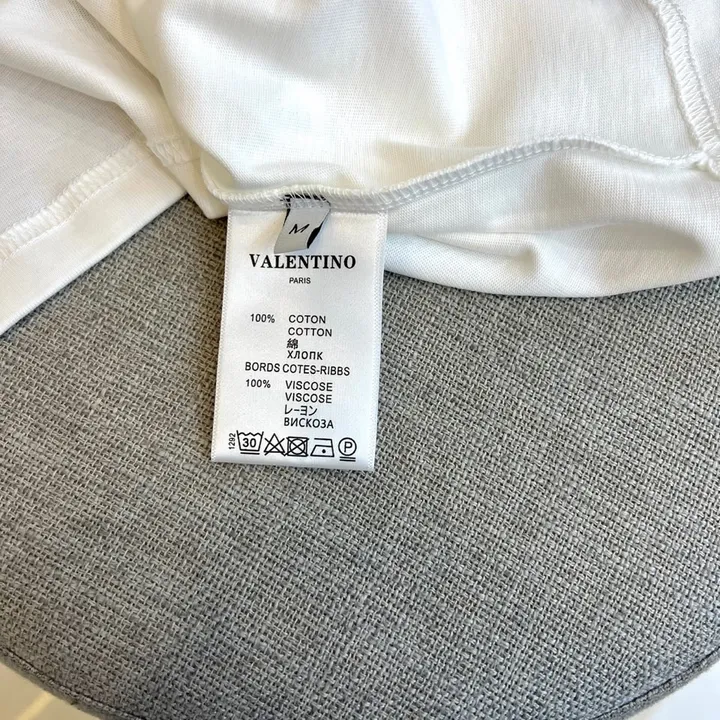 M
VALENTINO
PARIS
100% COTON
COTTON
綿
ХЛОПК
BORDS COTES-RIBBS
100% VISCOSE
VISCOSE
レーヨン
ВИСКОЗА
1292
30
P